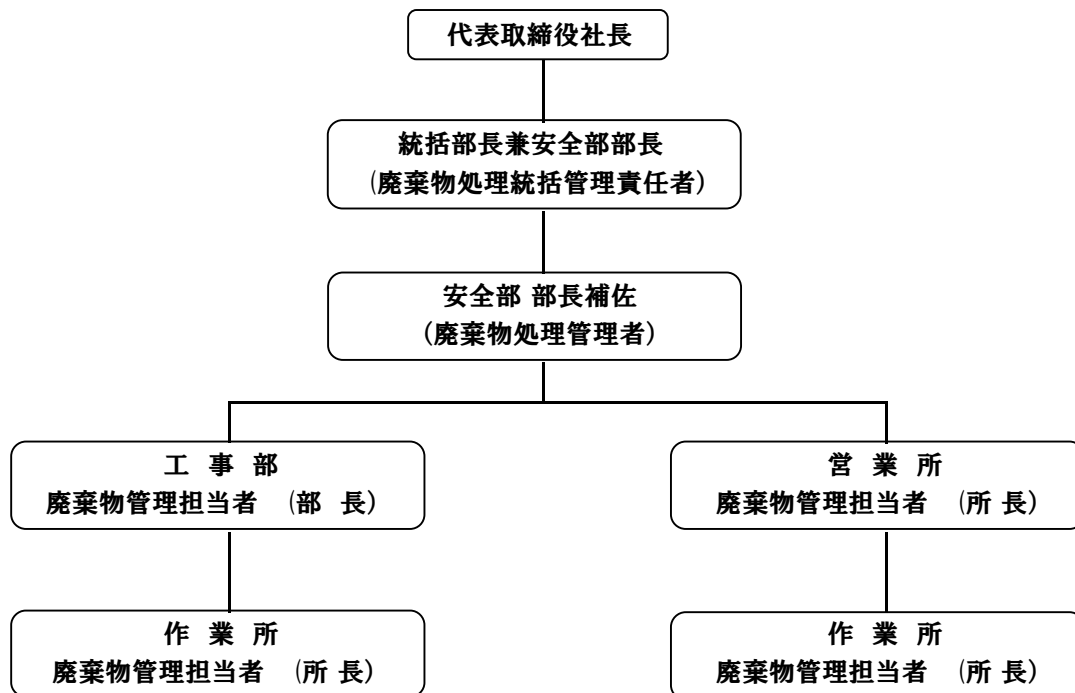 代表取締役社長
統括部長兼安全部部長
(廃棄物処理統括管理責任者)
安全部 部長補佐
(廃棄物処理管理者)
工 事 部
廃棄物管理担当者 (部 長)
営 業 所
廃棄物管理担当者 (所 長)
作 業 所
廃棄物管理担当者 (所 長)
作 業 所
廃棄物管理担当者 (所 長)